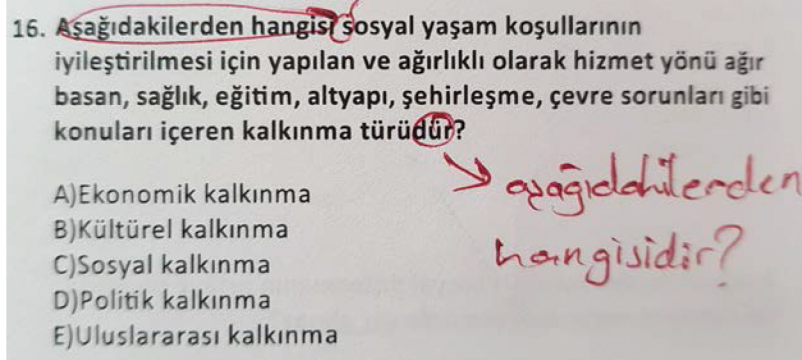 16. Aşağıdakilerden hangisi sosyal yaşam koşullarının
iyileştirilmesi için yapılan ve ağırlıklı olarak hizmet yönü ağır
basan, sağlık, eğitim, altyapı, şehirleşme, çevre sorunları gibi
konuları içeren kalkınma türüdür?
aşağıdakilerden
hangisidir?
A)Ekonomik kalkınma
B)Kültürel kalkınma
C)Sosyal kalkınma
D)Politik kalkınma
E)Uluslararası kalkınma